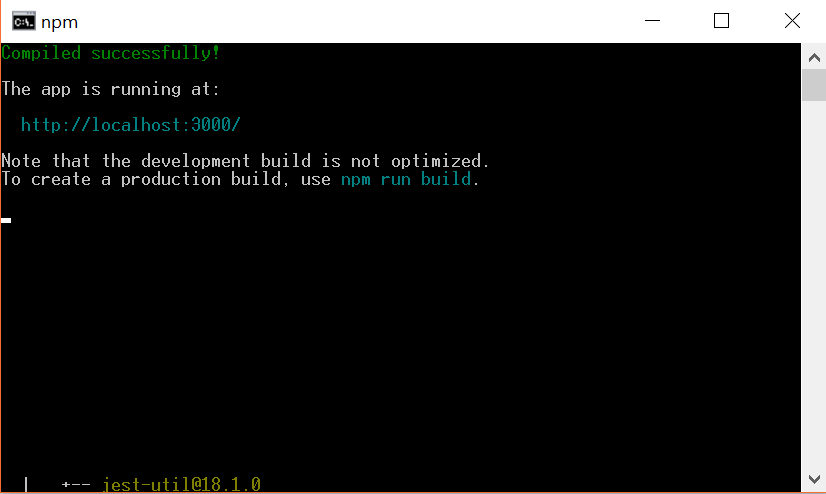 npm
Compiled successfully!
The app is running at:
http://localhost:3000/
Note that the development build is not optimized.
To create a production build, use npm run build.
| +-- jest-util@18.1.0